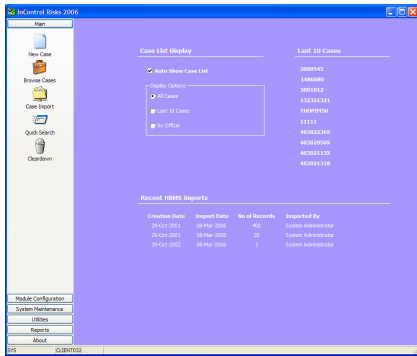 InControl Risks 2006
Main
New Case
Browse Cases
Case Import
Quick Search
Cleardown
Module Configuration
System Maintenance
Utilities
Reports
About
Case List Display
Auto Show Case List
Display Options
All Cases
Last 10 Cases
By Officer
Last 10 Cases
3000545
1486080
3001012
132321321
11111
403022369
40302050X
40302113X
403021318
Recent HBMS Imports
Creation Date Import Date No of Records Imported By
29-Oct-2001 08-Mar-2006 400 System Administrator
29-Oct-2001 08-Mar-2006 20 System Administrator
29-Oct-2002 08-Mar-2006 1 System Administrator
SYS CLIENT032